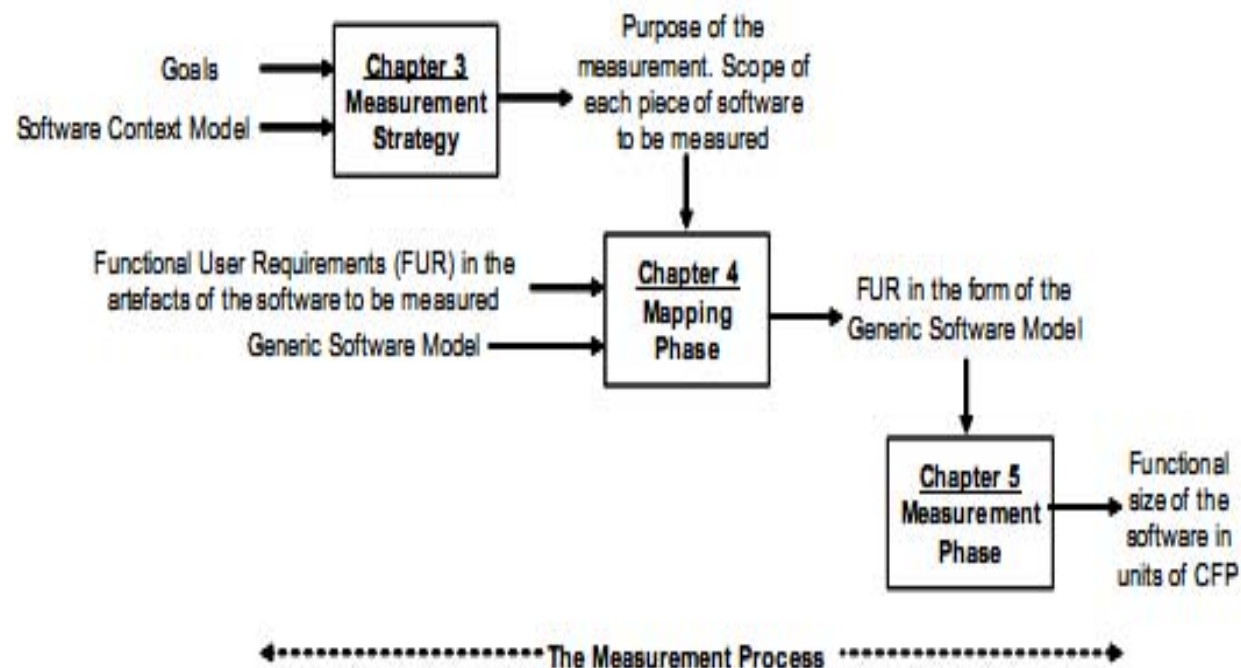 Goals
Software Context Model
Chapter 3
Measurement
Strategy
Purpose of the
measurement. Scope of
each piece of software
to be measured
Functional User Requirements (FUR) in the
artefacts of the software to be measured
Generic Software Model
Chapter 4
Mapping
Phase
FUR in the form of the
Generic Software Model
Chapter 5
Measurement
Phase
Functional
size of the
software in
units of CFP
The Measurement Process